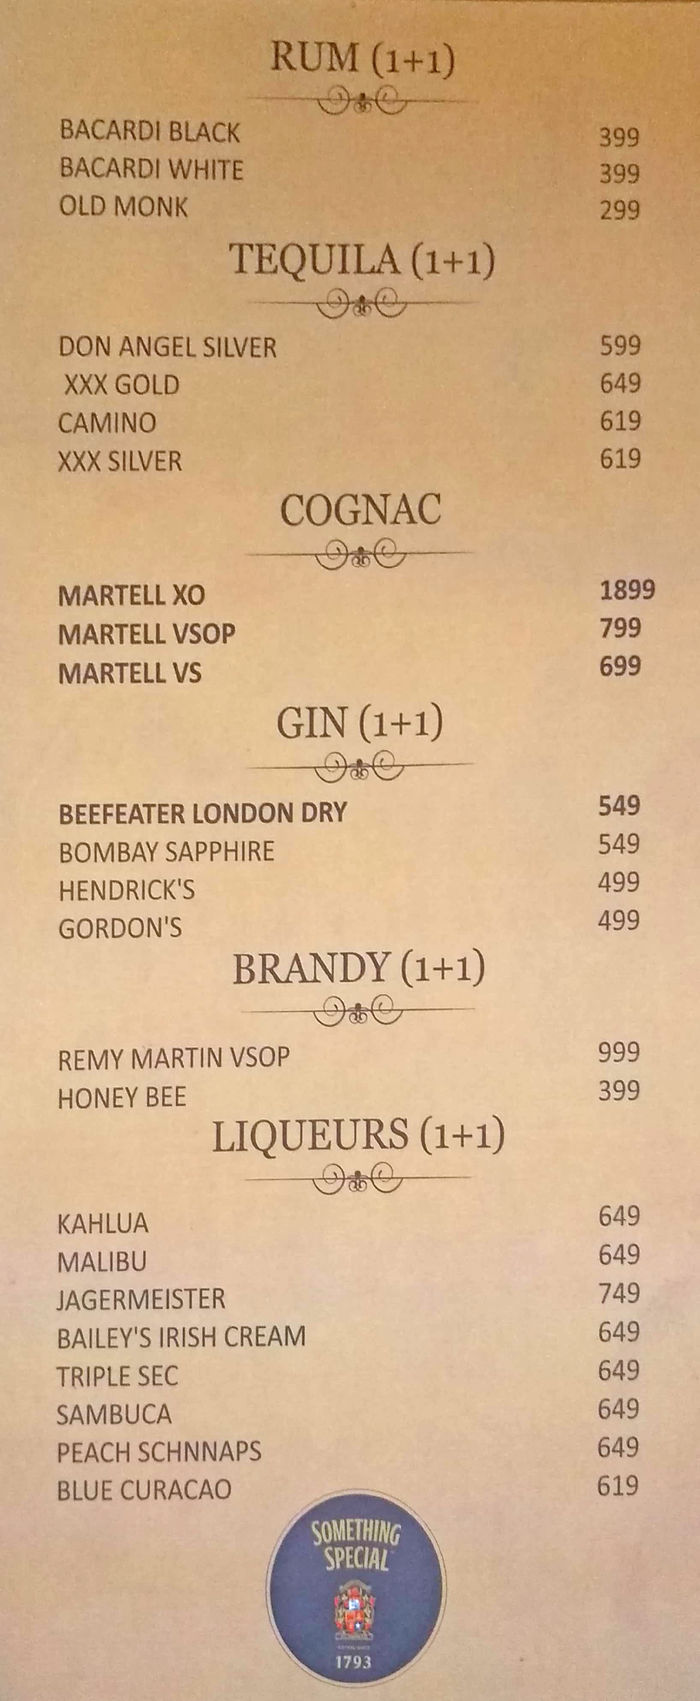 RUM (1+1)
BACARDI BLACK 399
BACARDI WHITE 399
OLD MONK 299
TEQUILA (1+1)
DON ANGEL SILVER 599
XXX GOLD 649
CAMINO 619
XXX SILVER 619
COGNAC
MARTELL XO 1899
MARTELL VSOP 799
MARTELL VS 699
GIN (1+1)
BEEFEATER LONDON DRY 549
BOMBAY SAPPHIRE 549
HENDRICK'S 499
GORDON'S 499
BRANDY (1+1)
REMY MARTIN VSOP 999
HONEY BEE 399
LIQUEURS (1+1)
KAHLUA 649
MALIBU 649
JAGERMEISTER 749
BAILEY'S IRISH CREAM 649
TRIPLE SEC 649
SAMBUCA 649
PEACH SCHNNAPS 649
BLUE CURACAO 619
SOMETHING
SPECIAL
1793